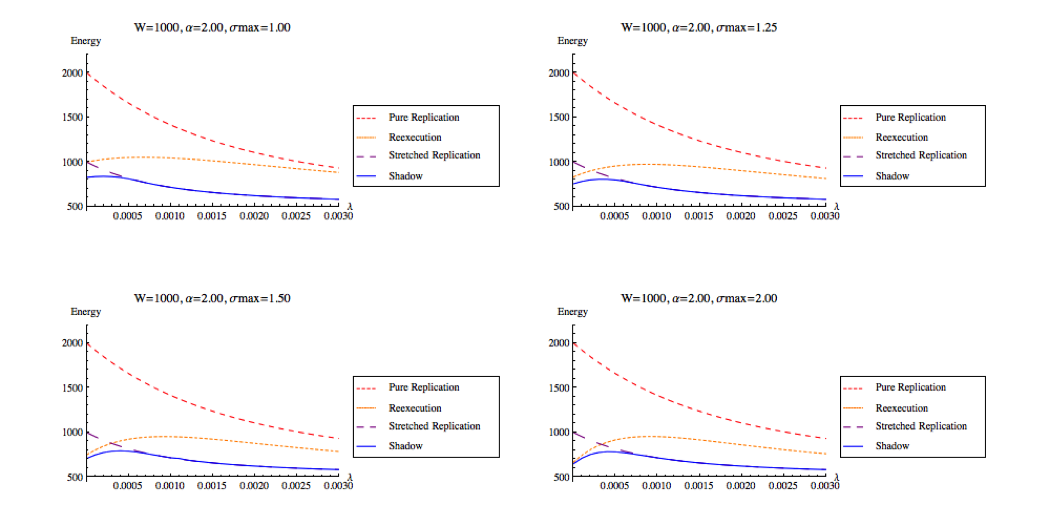 W=1000, α=2.00, σmax=1.00
Energy
2000
1500
1000
500
0.0005 0.0010 0.0015 0.0020 0.0025 0.0030
λ
Pure Replication
Reexecution
Stretched Replication
Shadow
W=1000, α=2.00, σmax=1.25
Energy
2000
1500
1000
500
0.0005 0.0010 0.0015 0.0020 0.0025 0.0030
λ
Pure Replication
Reexecution
Stretched Replication
Shadow
W=1000, α=2.00, σmax=1.50
Energy
2000
1500
1000
500
0.0005 0.0010 0.0015 0.0020 0.0025 0.0030
λ
Pure Replication
Reexecution
Stretched Replication
Shadow
W=1000, α=2.00, σmax=2.00
Energy
2000
1500
1000
500
0.0005 0.0010 0.0015 0.0020 0.0025 0.0030
λ
Pure Replication
Reexecution
Stretched Replication
Shadow